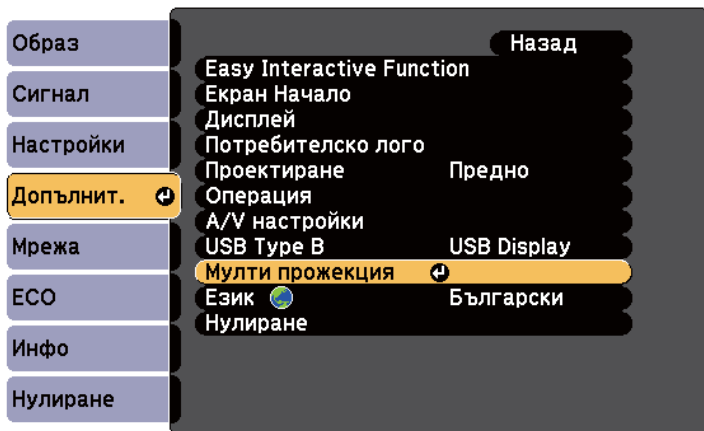 Образ
Сигнал
Настройки
Допълнит.
Мрежа
ECO
Инфо
Нулиране
Назад
Easy Interactive Function
Екран Начало
Дисплей
Потребителско лого
Проектиране Предно
Операция
A/V настройки
USB Type B USB Display
Мулти прожекция
Език Български
Нулиране